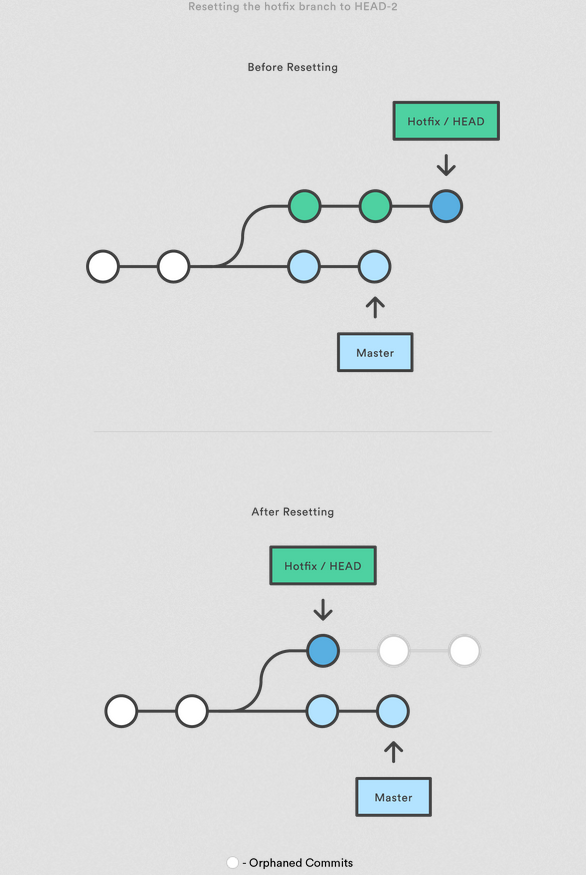 Resetting the hotfix branch to HEAD-2
Before Resetting
Hotfix / HEAD
Master
After Resetting
Hotfix / HEAD
Master
- Orphaned Commits